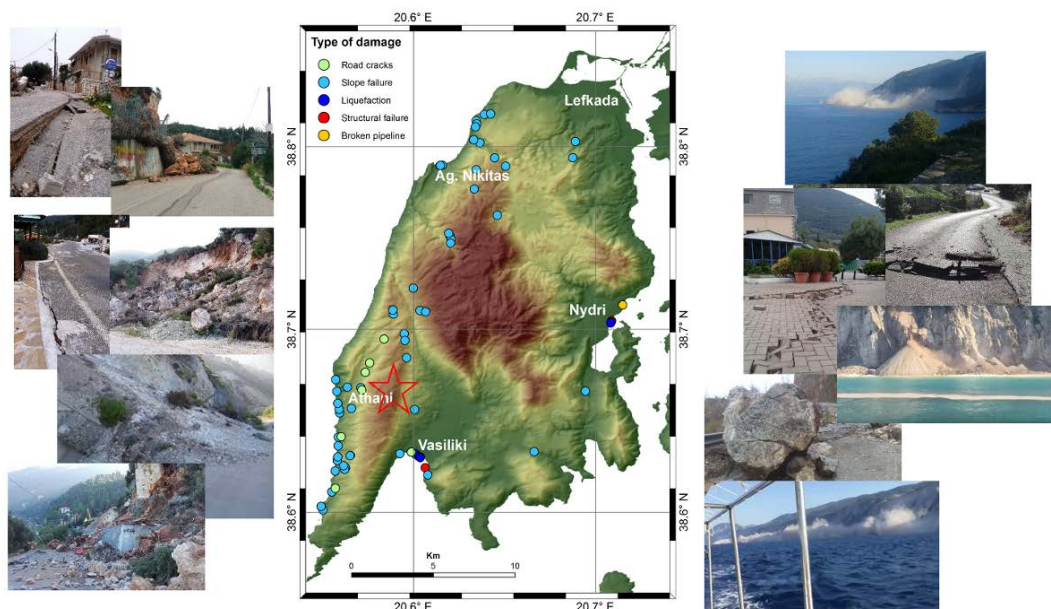 20.6° E
20.7° E
Type of damage
Road cracks
Slope failure
Liquefaction
Structural failure
Broken pipeline
Lefkada
38.8° N
38.8° N
Ag. Nikitas
Nydri
38.7° N
38.7° N
Athani
Vasiliki
38.6° N
38.6° N
Km
0
5
10
20.6° E
20.7° E